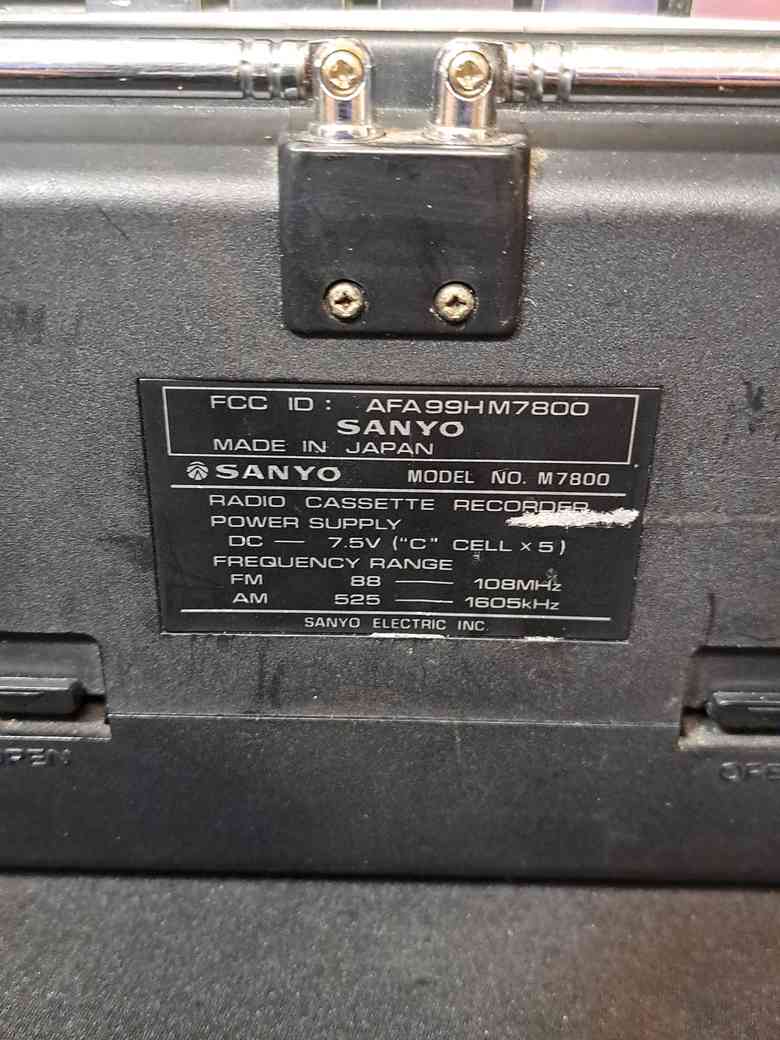 FCC ID: AFA99HM7800
SANYO
MADE IN JAPAN
SANYO MODEL NO. M7800
RADIO CASSETTE RECORDER
POWER SUPPLY
DC — 7.5V ("C" CELL × 5)
FREQUENCY RANGE
FM 88 — 108MHz
AM 525 — 1605kHz
SANYO ELECTRIC INC.
OPEN
OPE